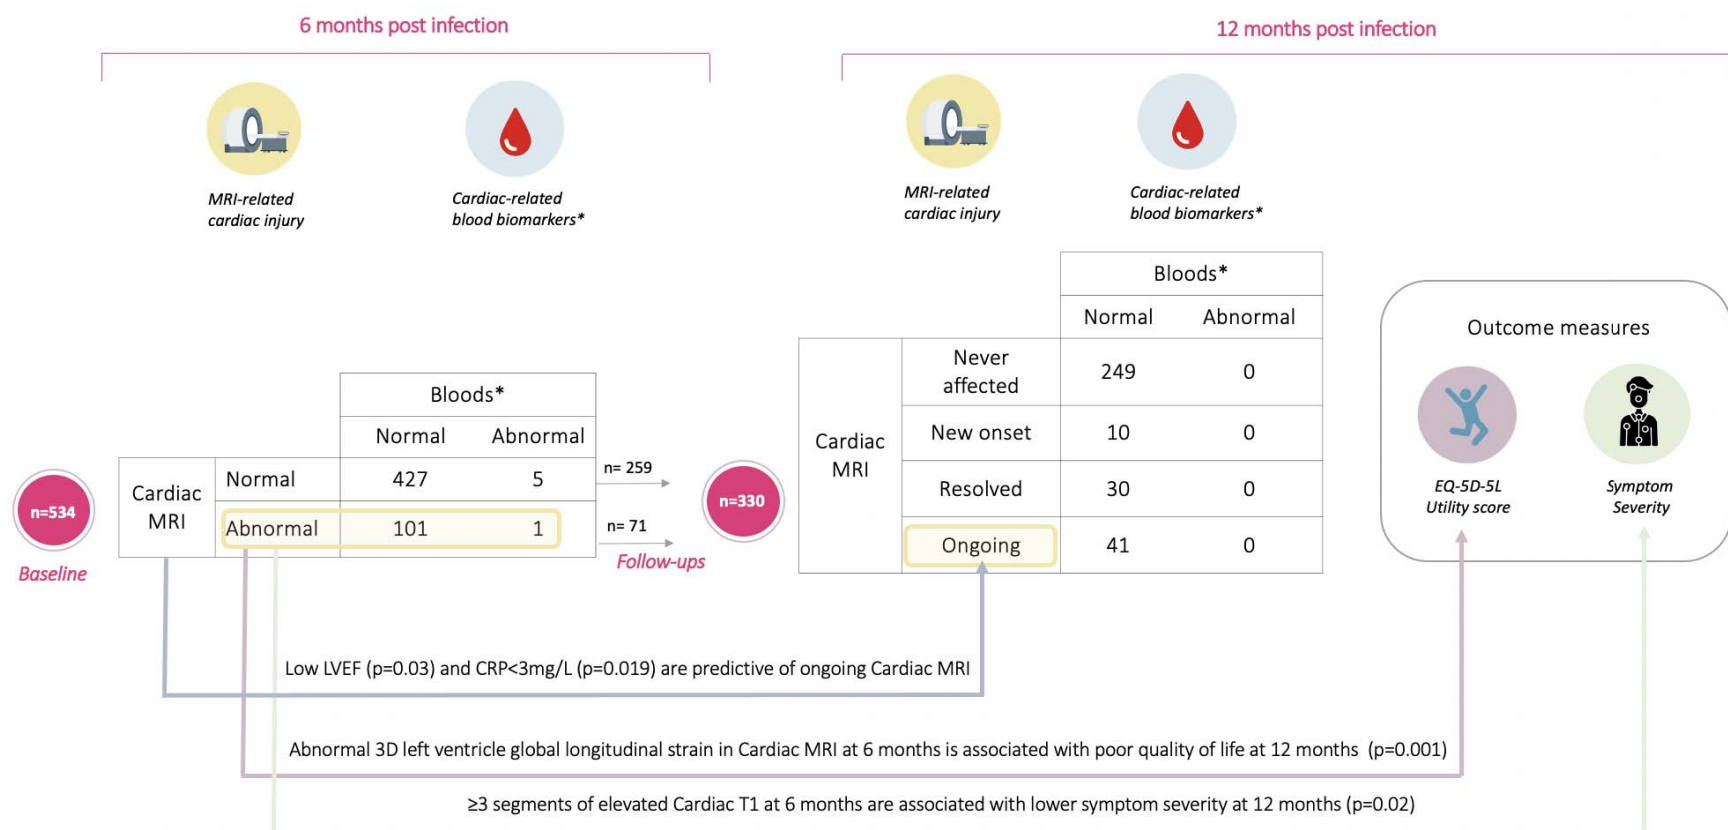 6 months post infection
12 months post infection
MRI-related
cardiac injury
Cardiac-related
blood biomarkers*
MRI-related
cardiac injury
Cardiac-related
blood biomarkers*
Bloods*
Normal Abnormal
Cardiac
MRI
Normal 427 5
Abnormal 101 1
n=534
Baseline
n= 259
n= 71
Follow-ups
n=330
Bloods*
Normal Abnormal
Cardiac
MRI
Never
affected
249 0
New onset 10 0
Resolved 30 0
Ongoing 41 0
Outcome measures
EQ-5D-5L
Utility score
Symptom
Severity
Low LVEF (p=0.03) and CRP<3mg/L (p=0.019) are predictive of ongoing Cardiac MRI
Abnormal 3D left ventricle global longitudinal strain in Cardiac MRI at 6 months is associated with poor quality of life at 12 months (p=0.001)
≥3 segments of elevated Cardiac T1 at 6 months are associated with lower symptom severity at 12 months (p=0.02)